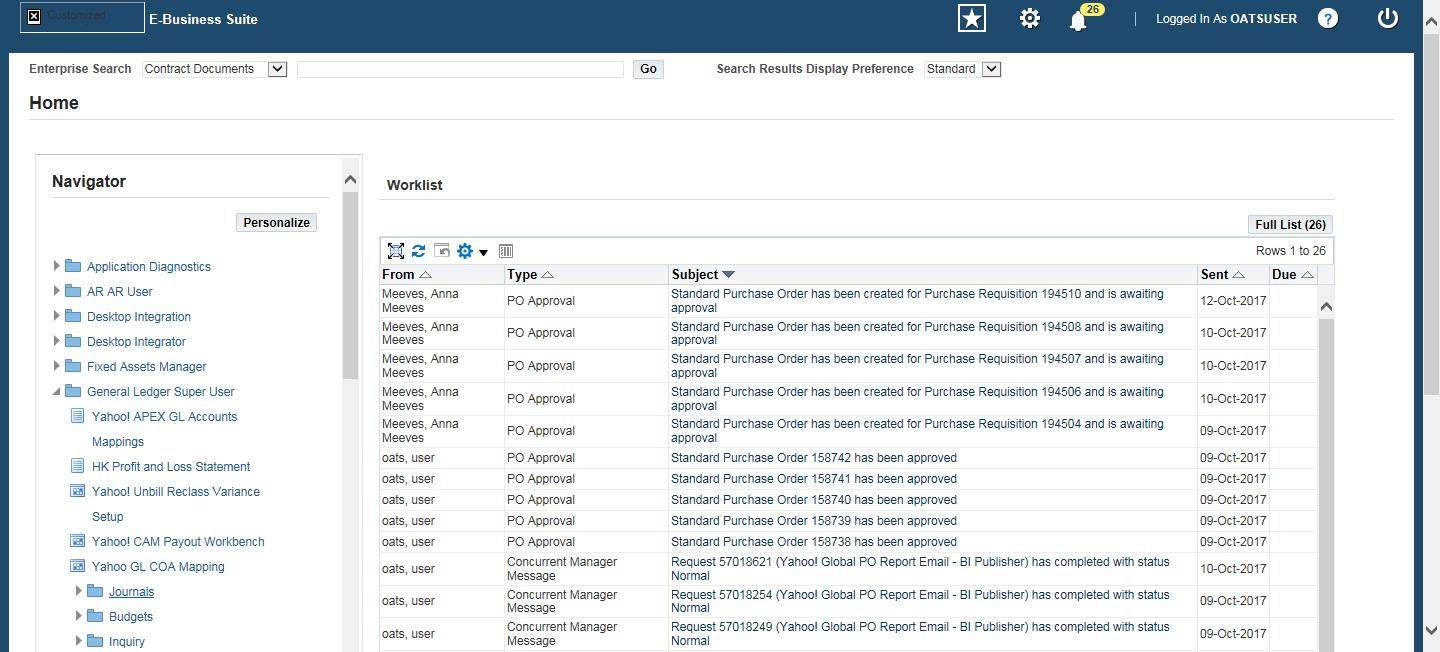 Customized
E-Business Suite
26
Logged In As OATSUSER
?
Enterprise Search Contract Documents Go Search Results Display Preference Standard
Home
Navigator
Personalize
Application Diagnostics
AR AR User
Desktop Integration
Desktop Integrator
Fixed Assets Manager
General Ledger Super User
Yahoo! APEX GL Accounts
Mappings
HK Profit and Loss Statement
Yahoo! Unbill Reclass Variance
Setup
Yahoo! CAM Payout Workbench
Yahoo GL COA Mapping
Journals
Budgets
Inquiry
Worklist
Full List (26)
Rows 1 to 26
From Type Subject Sent Due
Meeves, Anna
Meeves
PO Approval
Standard Purchase Order has been created for Purchase Requisition 194510 and is awaiting
approval
12-Oct-2017
Meeves, Anna
Meeves
PO Approval
Standard Purchase Order has been created for Purchase Requisition 194508 and is awaiting
approval
10-Oct-2017
Meeves, Anna
Meeves
PO Approval
Standard Purchase Order has been created for Purchase Requisition 194507 and is awaiting
approval
10-Oct-2017
Meeves, Anna
Meeves
PO Approval
Standard Purchase Order has been created for Purchase Requisition 194506 and is awaiting
approval
10-Oct-2017
Meeves, Anna
Meeves
PO Approval
Standard Purchase Order has been created for Purchase Requisition 194504 and is awaiting
approval
09-Oct-2017
oats, user PO Approval Standard Purchase Order 158742 has been approved 09-Oct-2017
oats, user PO Approval Standard Purchase Order 158741 has been approved 09-Oct-2017
oats, user PO Approval Standard Purchase Order 158740 has been approved 09-Oct-2017
oats, user PO Approval Standard Purchase Order 158739 has been approved 09-Oct-2017
oats, user PO Approval Standard Purchase Order 158738 has been approved 09-Oct-2017
oats, user
Concurrent Manager
Message
Request 57018621 (Yahoo! Global PO Report Email - BI Publisher) has completed with status
Normal
10-Oct-2017
oats, user
Concurrent Manager
Message
Request 57018254 (Yahoo! Global PO Report Email - BI Publisher) has completed with status
Normal
09-Oct-2017
oats, user
Concurrent Manager
Message
Request 57018249 (Yahoo! Global PO Report Email - BI Publisher) has completed with status
Normal
09-Oct-2017